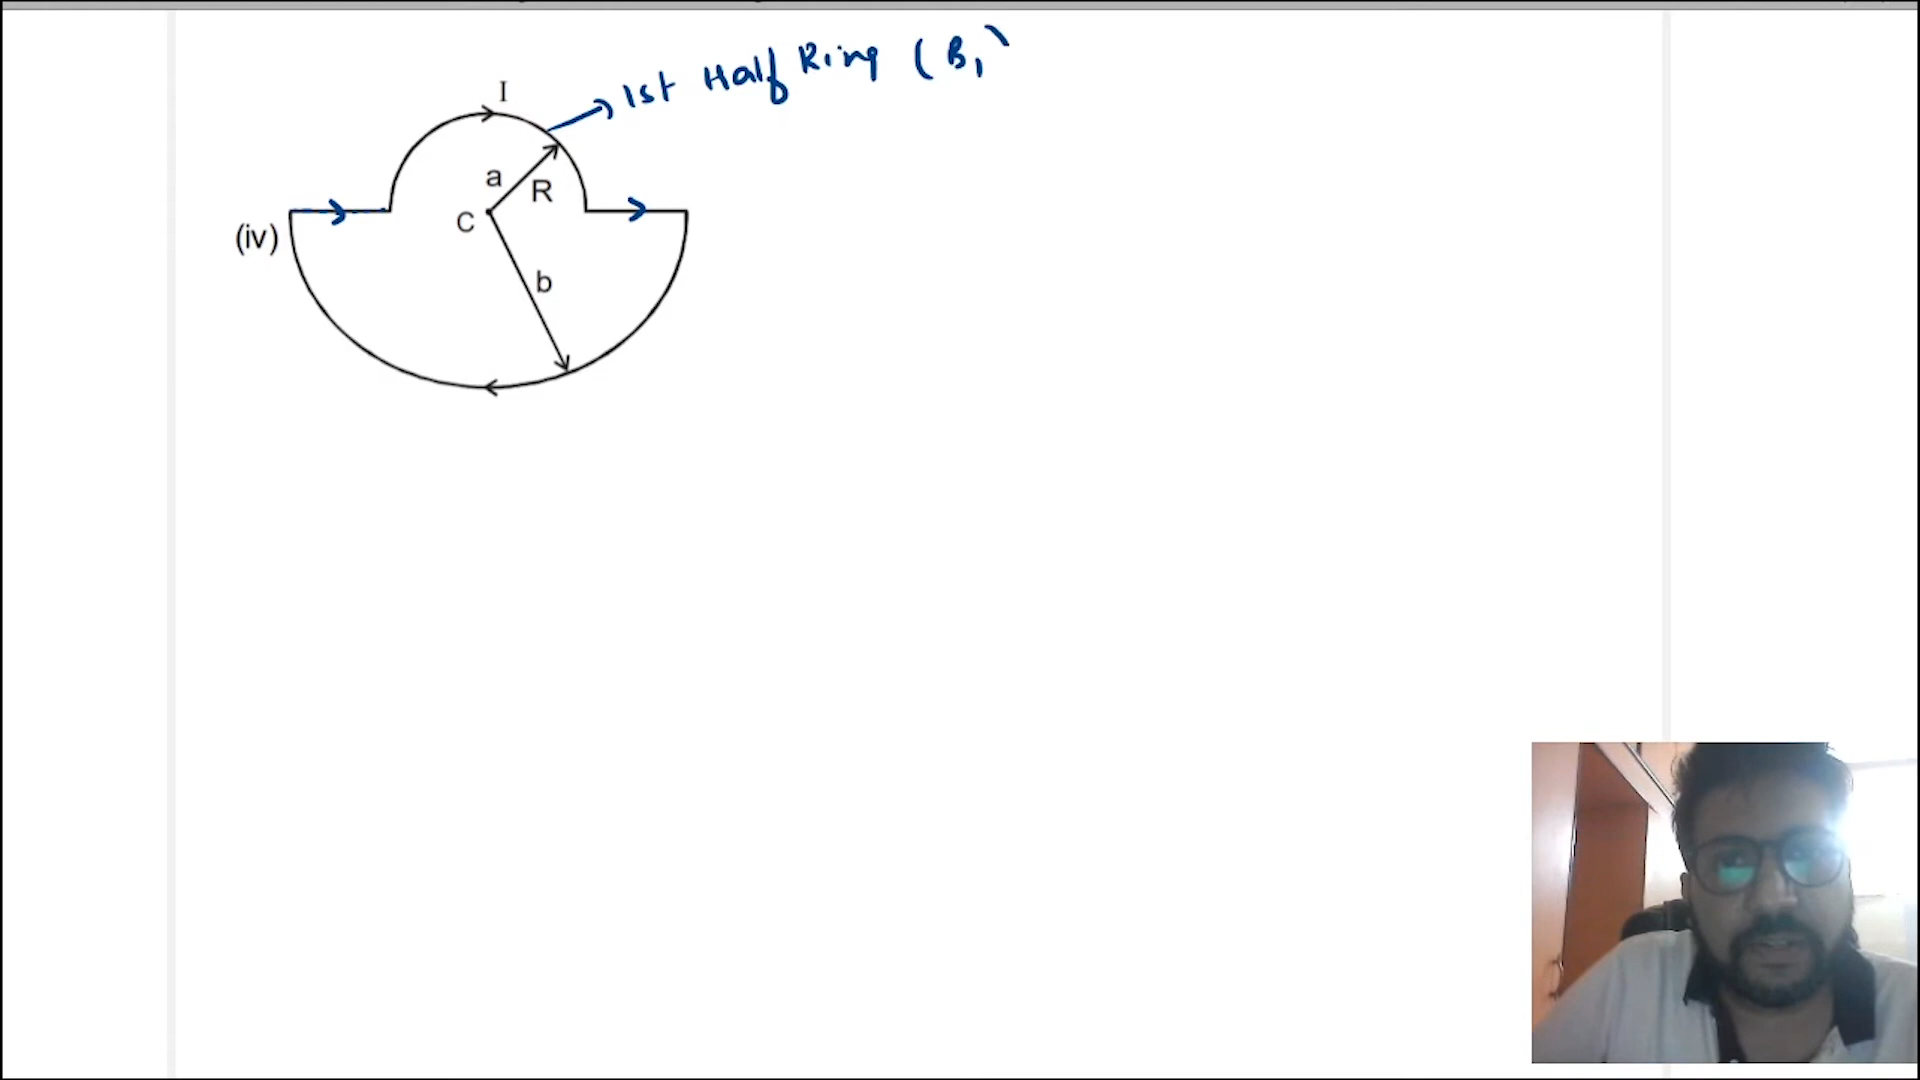 1st Half Ring (B₁)
I
a
R
C
(iv)
b